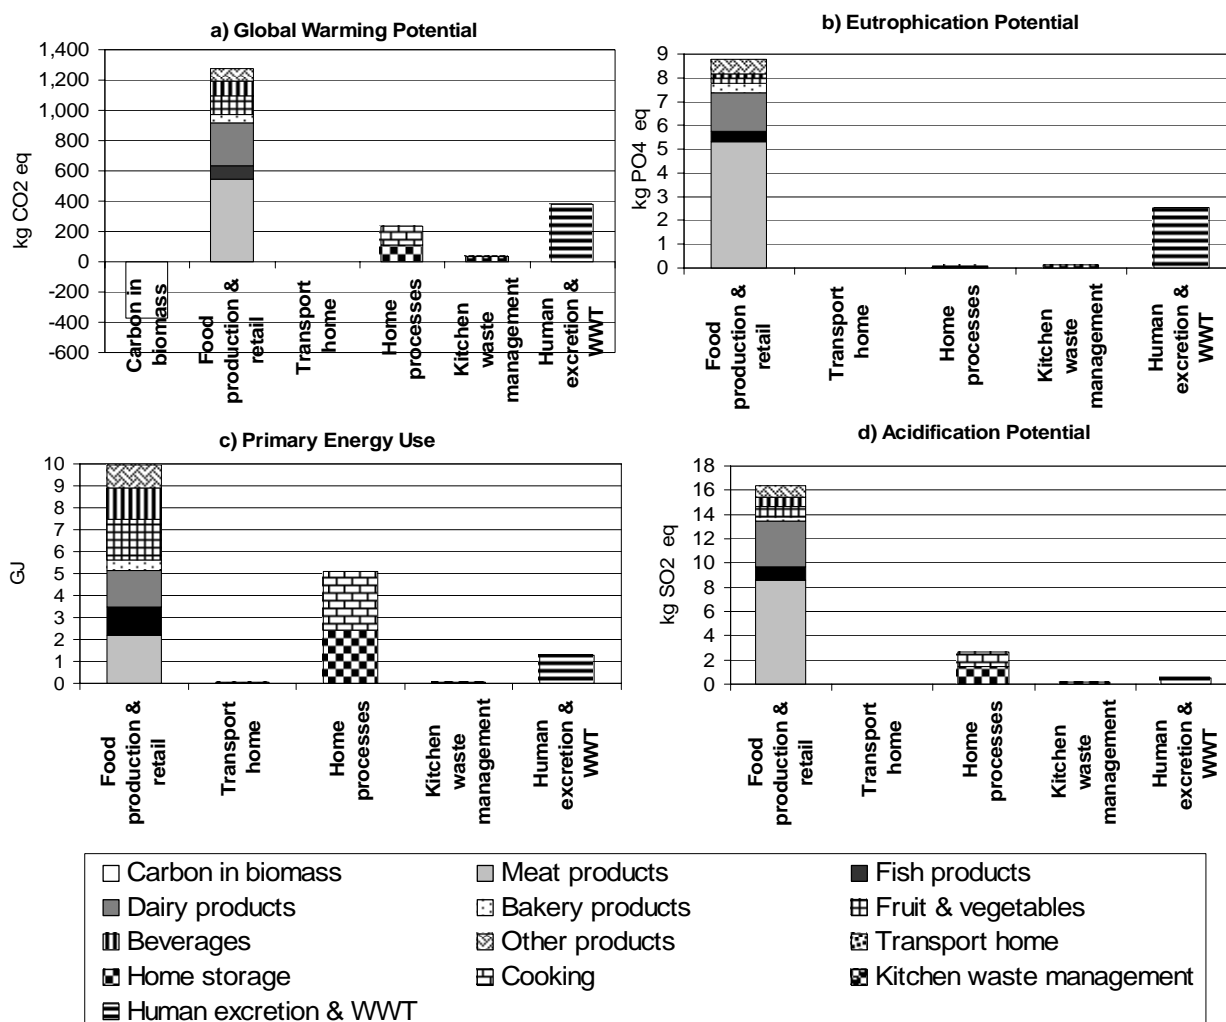 a) Global Warming Potential
1,400
1,200
1,000
800
600
400
200
0
-200
-400
-600
kg CO2 eq
Carbon in
biomass
Food
production &
retail
Transport
home
Home
processes
Kitchen
waste
management
Human
excretion &
WWT
b) Eutrophication Potential
9
8
7
6
5
4
3
2
1
0
kg PO4 eq
Food
production &
retail
Transport
home
Home
processes
Kitchen
waste
management
Human
excretion &
WWT
c) Primary Energy Use
10
9
8
7
6
5
4
3
2
1
0
GJ
Food
production &
retail
Transport
home
Home
processes
Kitchen
waste
management
Human
excretion &
WWT
d) Acidification Potential
18
16
14
12
10
8
6
4
2
0
kg SO2 eq
Food
production &
retail
Transport
home
Home
processes
Kitchen
waste
management
Human
excretion &
WWT
Carbon in biomass
Meat products
Fish products
Dairy products
Bakery products
Fruit & vegetables
Beverages
Other products
Transport home
Home storage
Cooking
Kitchen waste management
Human excretion & WWT